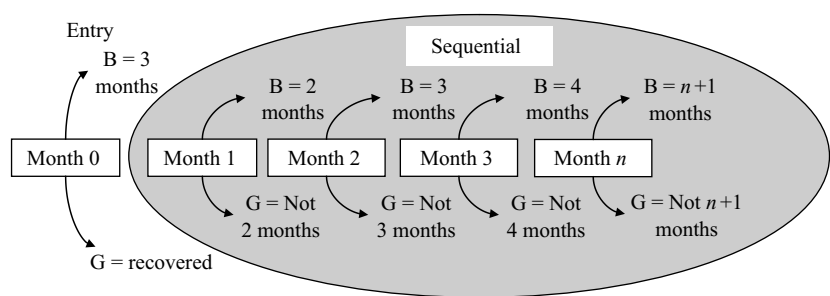 Entry
B = 3
months
Month 0
G = recovered
Sequential
B = 2
months
Month 1
G = Not
2 months
B = 3
months
Month 2
G = Not
3 months
B = 4
months
Month 3
G = Not
4 months
B = n+1
months
Month n
G = Not n+1
months